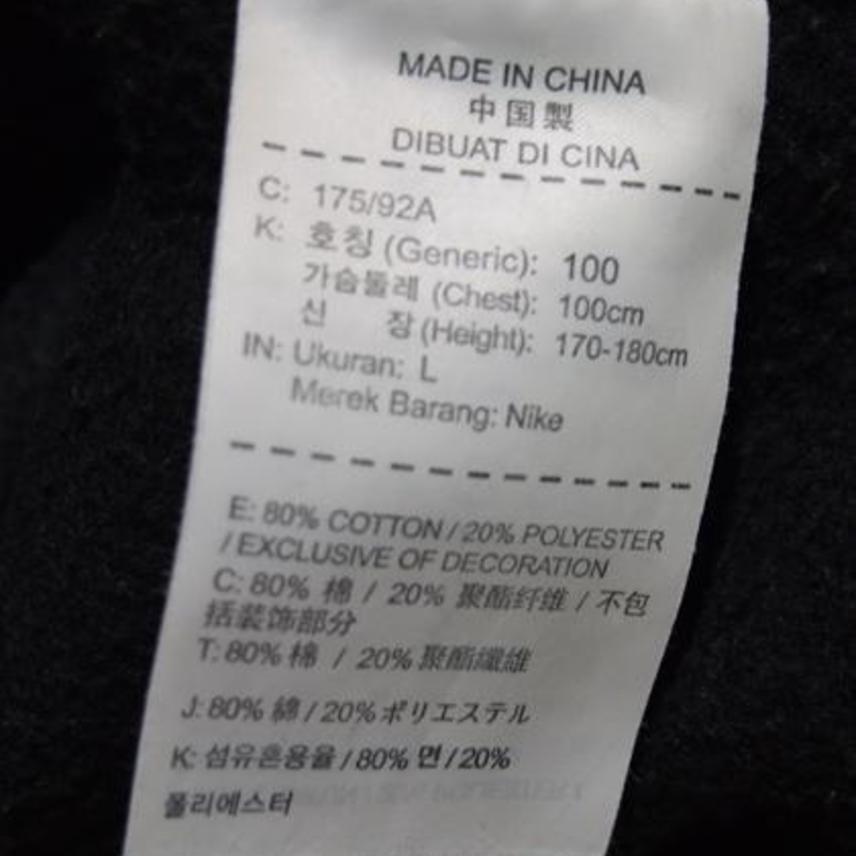 MADE IN CHINA
中国製
DIBUAT DI CINA
C: 175/92A
K: 호칭 (Generic): 100
가슴둘레 (Chest): 100cm
신 장 (Height): 170-180cm
IN: Ukuran: L
Merek Barang: Nike
E: 80% COTTON / 20% POLYESTER
/ EXCLUSIVE OF DECORATION
C: 80% 棉 / 20% 聚酯纤维 / 不包
括装饰部分
T: 80% 棉 / 20% 聚酯纖維
J: 80% 綿 / 20% ポリエステル
K: 섬유혼용율 / 80% 면 / 20%
폴리에스터